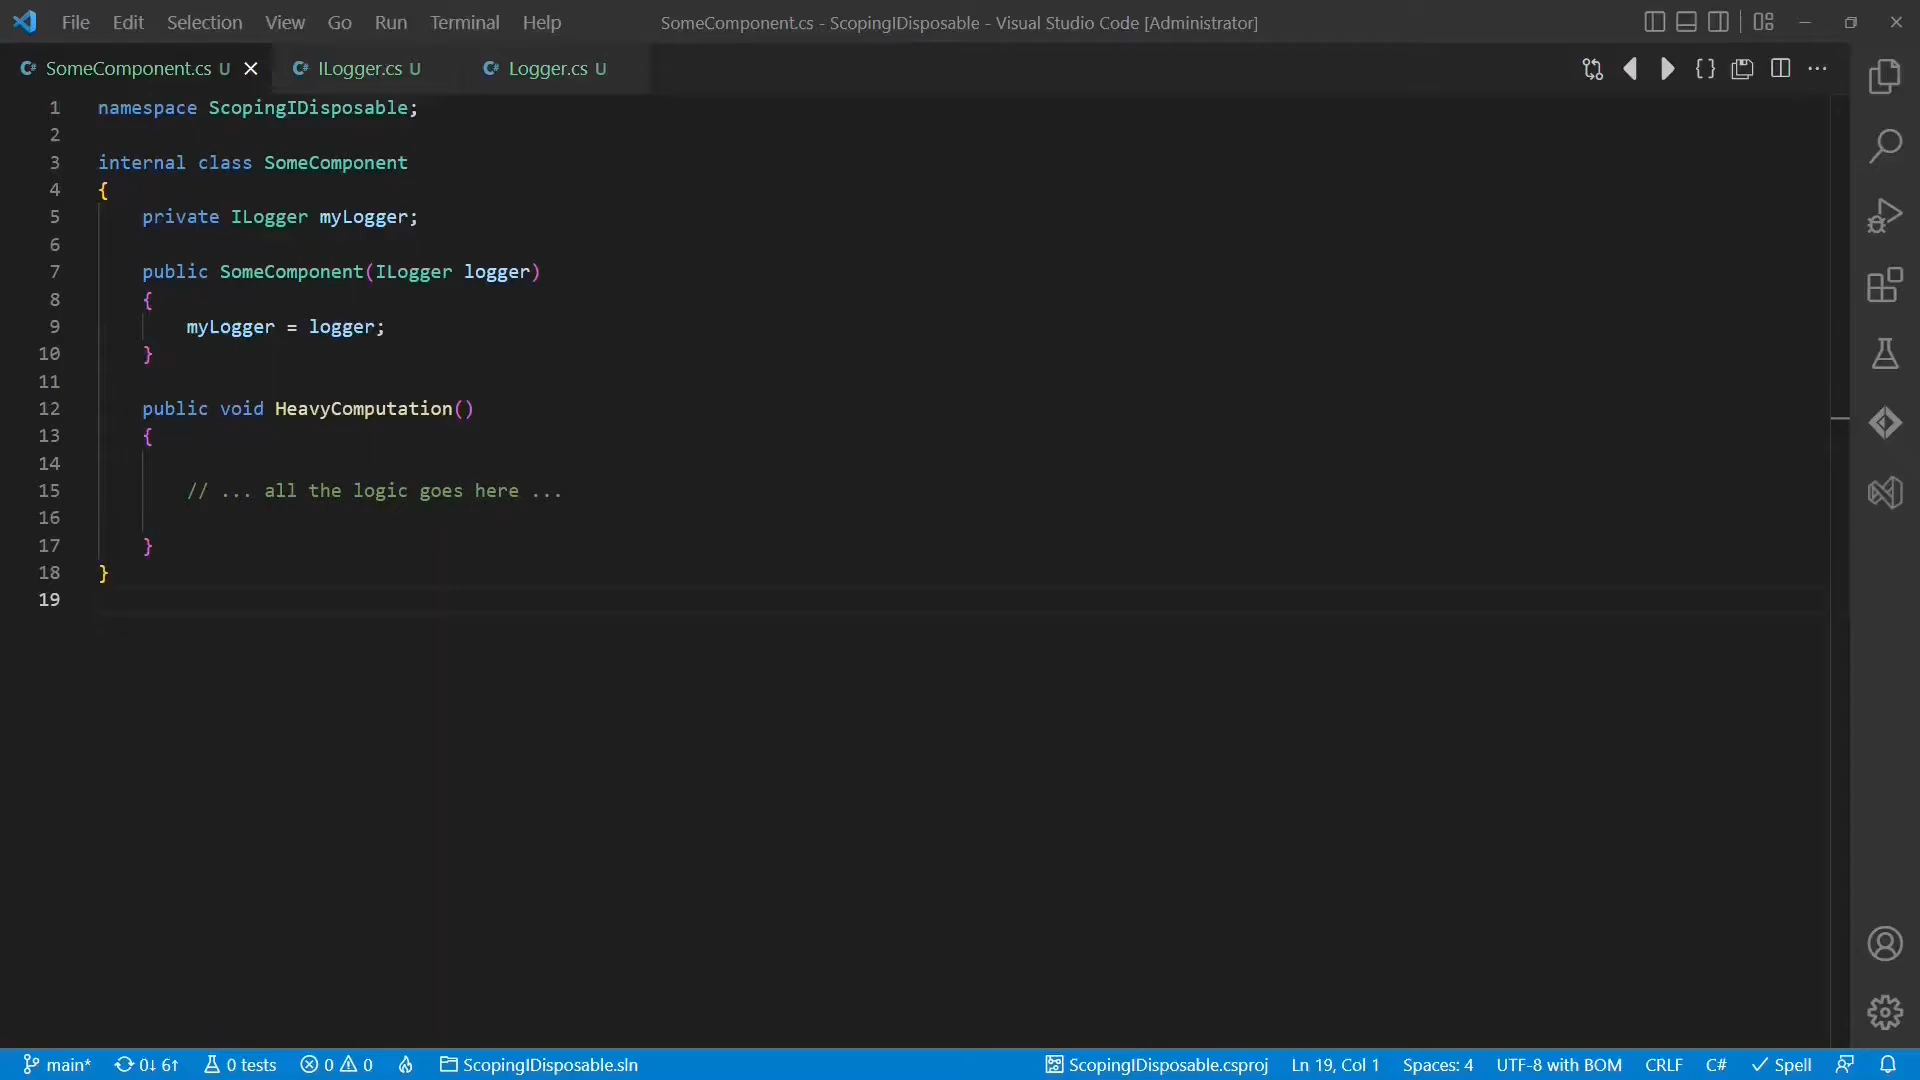 File Edit Selection View Go Run Terminal Help SomeComponent.cs - ScopingIDisposable - Visual Studio Code [Administrator]
SomeComponent.cs U ILogger.cs U Logger.cs U
1 namespace ScopingIDisposable;
2
3 internal class SomeComponent
4 {
5 private ILogger myLogger;
6
7 public SomeComponent(ILogger logger)
8 {
9 myLogger = logger;
10 }
11
12 public void HeavyComputation()
13 {
14
15 // ... all the logic goes here ...
16
17 }
18 }
19
main* 0↓ 6↑ 0 tests 0 0 ScopingIDisposable.sln ScopingIDisposable.csproj Ln 19, Col 1 Spaces: 4 UTF-8 with BOM CRLF C# Spell